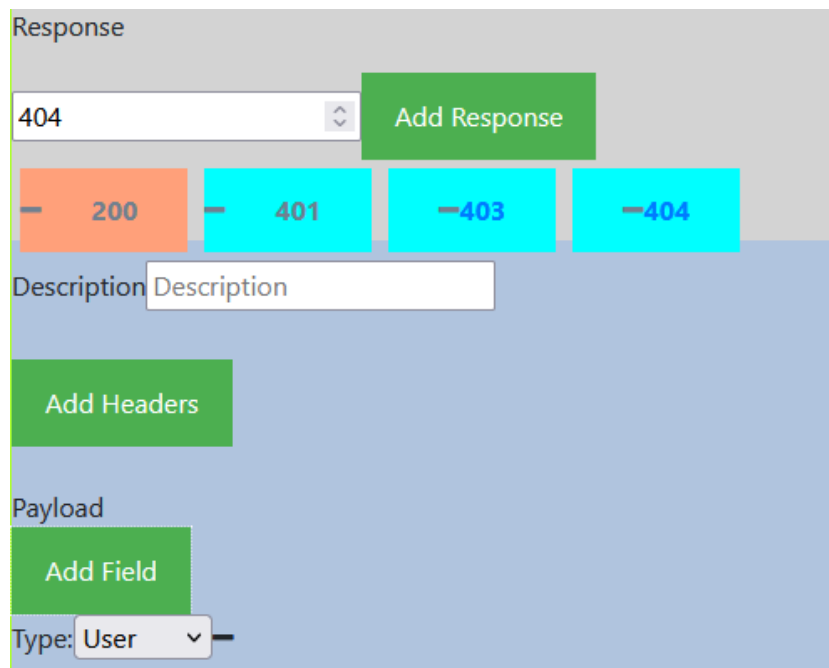 Response
404 Add Response
200 401 403 404
Description Description
Add Headers
Payload
Add Field
Type: User